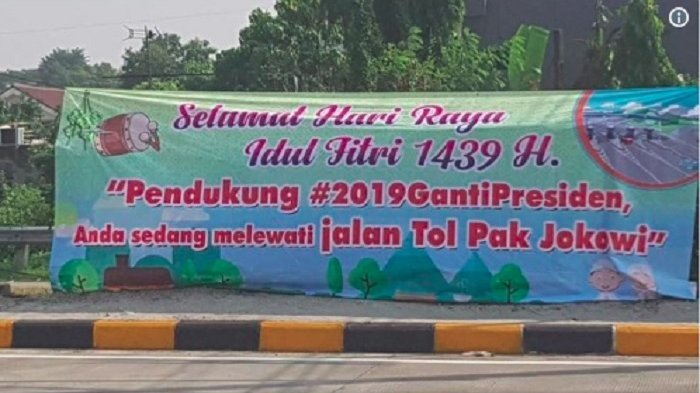 Selamat Hari Raya
Idul Fitri 1439 H.
"Pendukung #2019GantiPresiden,
Anda sedang melewati jalan Tol Pak Jokowi"